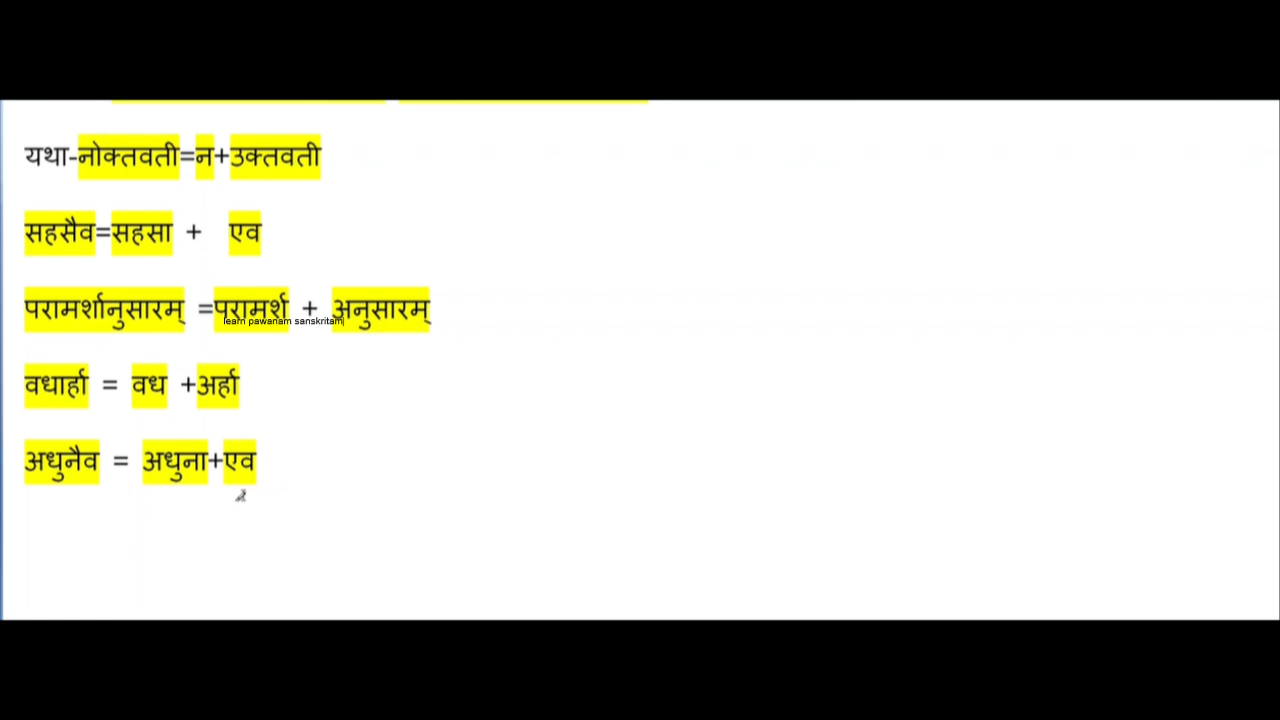 यथा-नोक्तवती=न+उक्तवती
सहसैव=सहसा + एव
परामर्शानुसारम् =परामर्श + अनुसारम्
learn pawanam sanskritam
वधार्हा = वध +अर्हा
अधुनैव = अधुना+एव